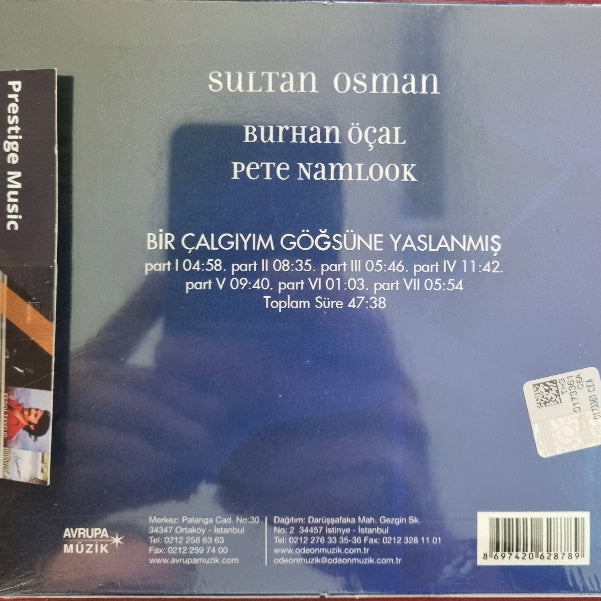 Prestige Music
SULTAN OSMAN
BURHAN ÖÇAL
PETE NAMLOOK
BİR ÇALGIYIM GÖĞSÜNE YASLANMIŞ
part I 04:58. part II 08:35. part III 05:46. part IV 11:42.
part V 09:40. part VI 01:03. part VII 05:54
Toplam Süre 47:38
AVRUPA
MÜZİK
Merkez: Palanga Cad. No:30
34347 Ortaköy - İstanbul
Tel: 0212 258 63 63
Fax: 0212 259 74 00
www.avrupamuzik.com
Dağıtım: Darüşşafaka Mah. Gezgin Sk.
No: 2 34457 İstinye - İstanbul
Tel: 0212 276 33 35-36 Fax: 0212 328 11 01
www.odeonmuzik.com.tr
odeon@odeonmuzik.com.tr
8 697420 628789